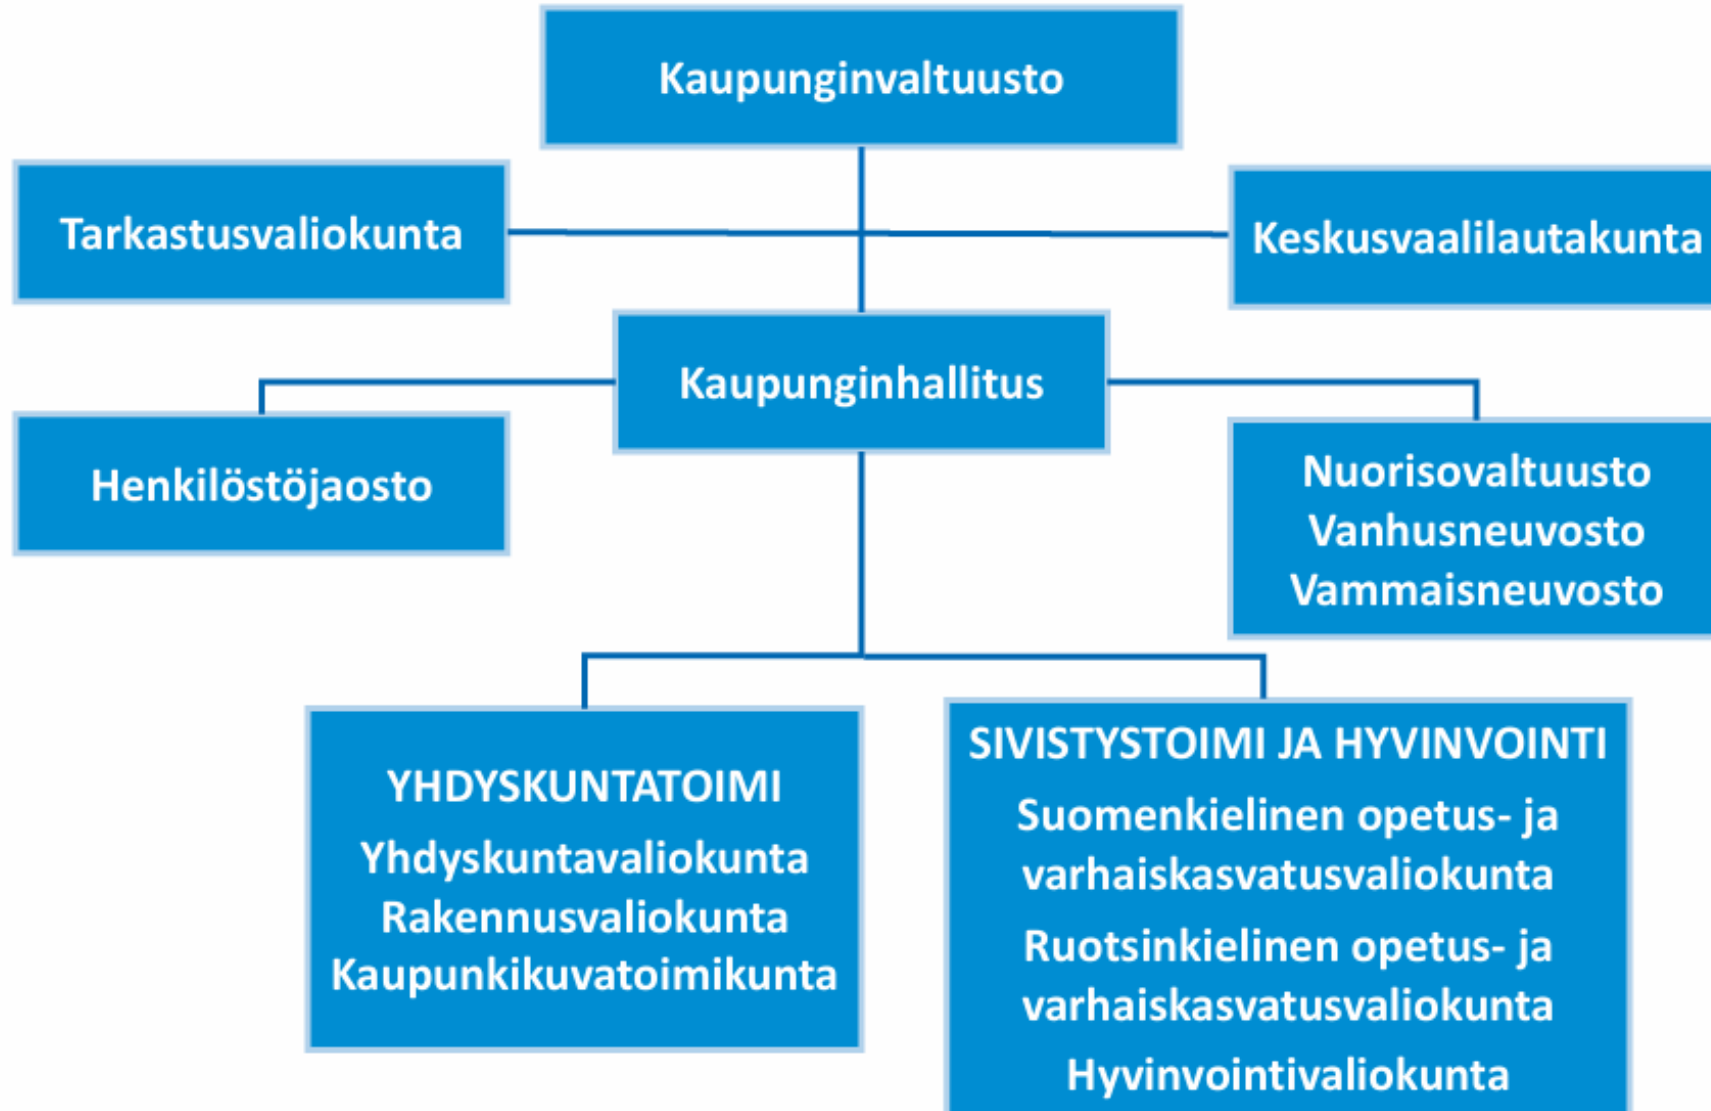 Kaupunginvaltuusto
Tarkastusvaliokunta
Keskusvaalilautakunta
Kaupunginhallitus
Henkilöstöjaosto
Nuorisovaltuusto
Vanhusneuvosto
Vammaisneuvosto
YHDYSKUNTATOIMI
Yhdyskuntavaliokunta
Rakennusvaliokunta
Kaupunkikuvatoimikunta
SIVISTYSTOIMI JA HYVINVOINTI
Suomenkielinen opetus- ja
varhaiskasvatusvaliokunta
Ruotsinkielinen opetus- ja
varhaiskasvatusvaliokunta
Hyvinvointivaliokunta